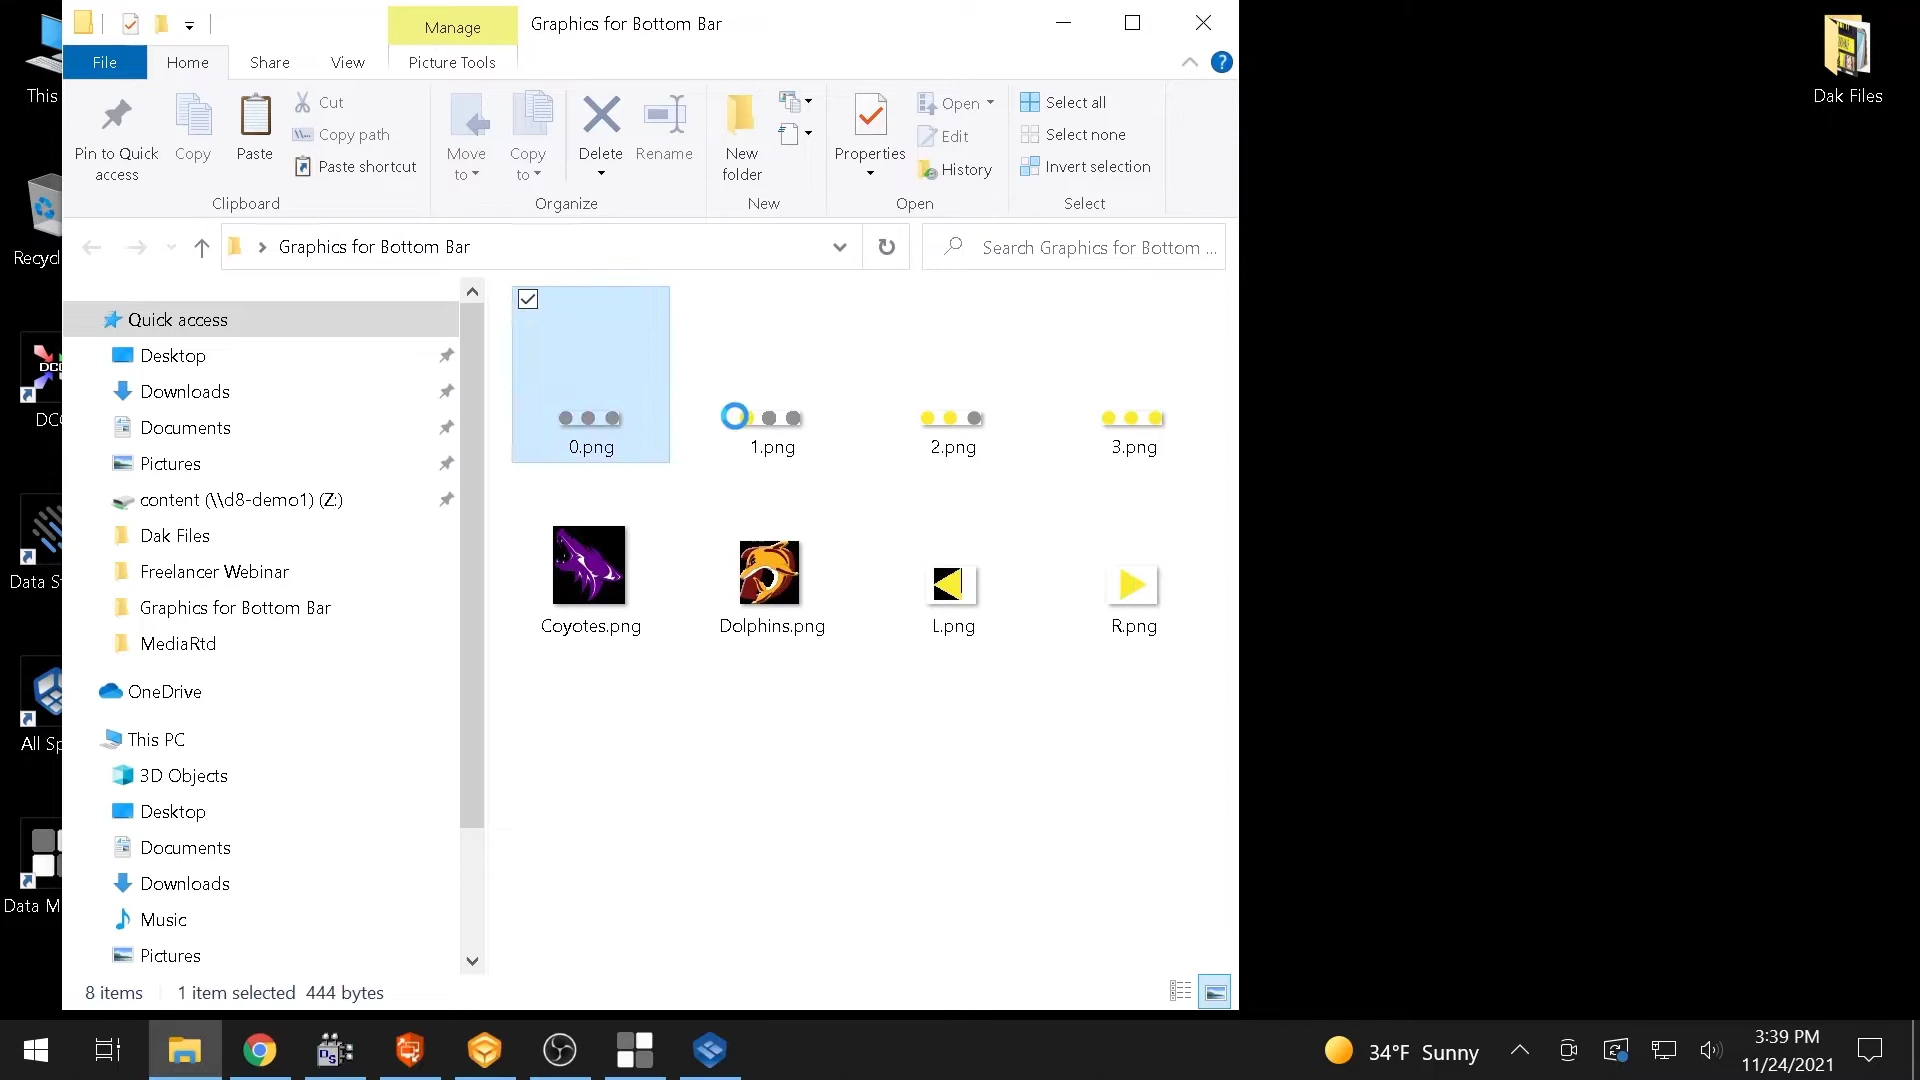 Manage
Graphics for Bottom Bar
File
Home
Share
View
Picture Tools
Pin to Quick access
Copy
Paste
Cut
Copy path
Paste shortcut
Move to
Copy to
Delete
Rename
New folder
Properties
Open
Edit
History
Select all
Select none
Invert selection
Clipboard
Organize
New
Open
Select
Graphics for Bottom Bar
Search Graphics for Bottom ...
Quick access
Desktop
Downloads
Documents
Pictures
content (\\d8-demo1) (Z:)
Dak Files
Freelancer Webinar
Graphics for Bottom Bar
MediaRtd
OneDrive
This PC
3D Objects
Desktop
Documents
Downloads
Music
Pictures
0.png
1.png
2.png
3.png
Coyotes.png
Dolphins.png
L.png
R.png
8 items
1 item selected 444 bytes
This
Recycl
DC
Data S
All Sp
Data M
Dak Files
34°F Sunny
3:39 PM
11/24/2021